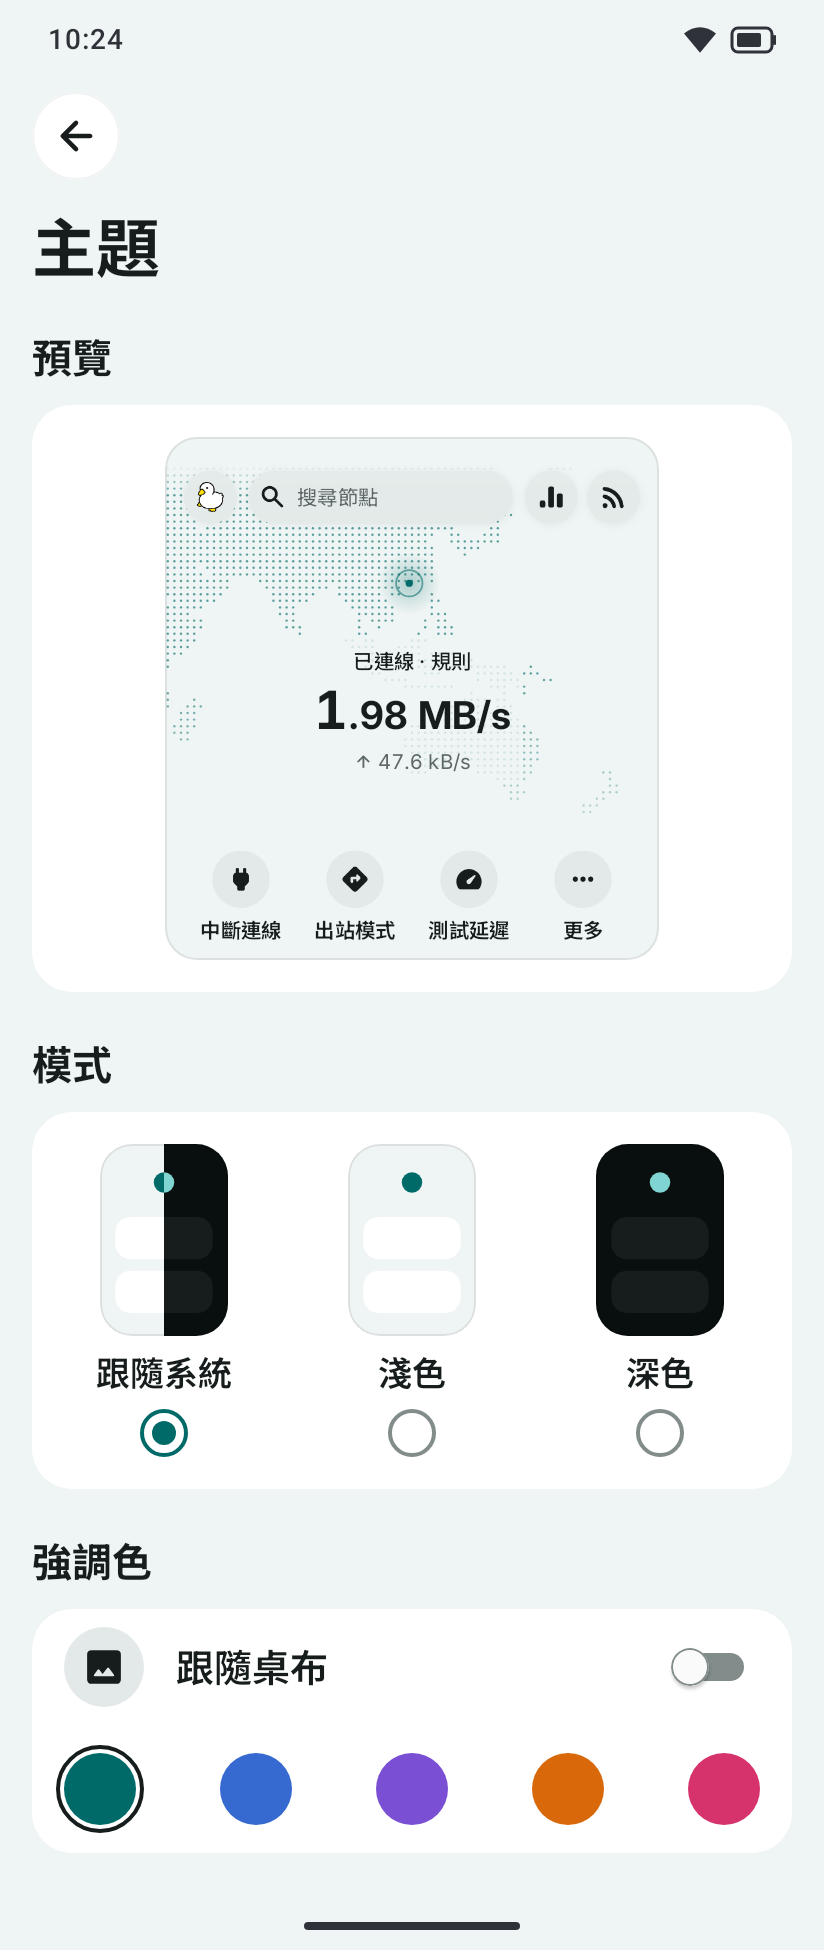 10:24
主題
預覽
搜尋節點
已連線 · 規則
1.98 MB/s
↑ 47.6 kB/s
中斷連線 出站模式 測試延遲 更多
模式
跟隨系統 淺色 深色
強調色
跟隨桌布